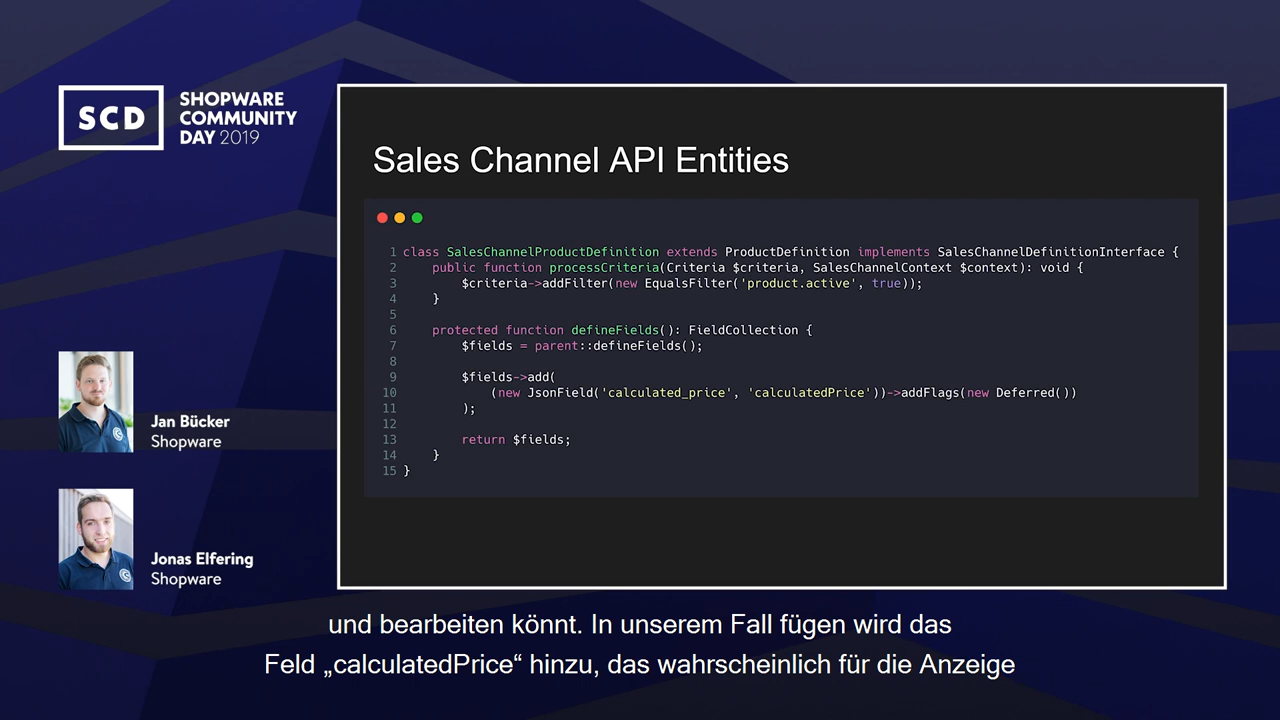 SCD
SHOPWARE
COMMUNITY
DAY 2019
Sales Channel API Entities
1 class SalesChannelProductDefinition extends ProductDefinition implements SalesChannelDefinitionInterface {
2     public function processCriteria(Criteria $criteria, SalesChannelContext $context): void {
3         $criteria->addFilter(new EqualsFilter('product.active', true));
4     }
5
6     protected function defineFields(): FieldCollection {
7         $fields = parent::defineFields();
8
9         $fields->add(
10             (new JsonField('calculated_price', 'calculatedPrice'))->addFlags(new Deferred())
11         );
12
13         return $fields;
14     }
15 }
Jan Bücker
Shopware
Jonas Elfering
Shopware
und bearbeiten könnt. In unserem Fall fügen wird das
Feld „calculatedPrice“ hinzu, das wahrscheinlich für die Anzeige